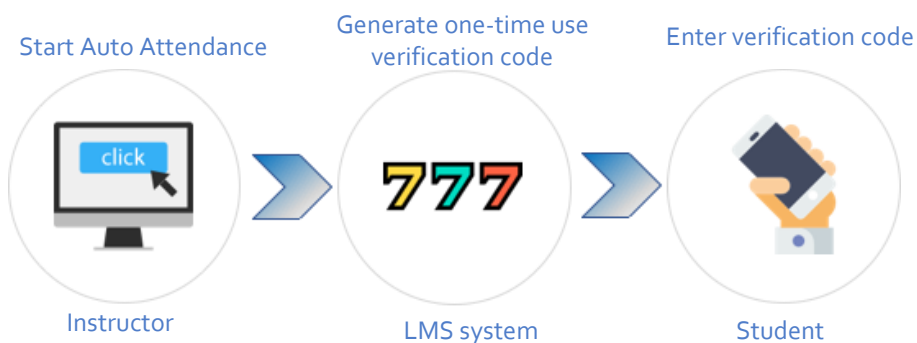 Start Auto Attendance
Generate one-time use
verification code
Enter verification code
click
777
Instructor
LMS system
Student